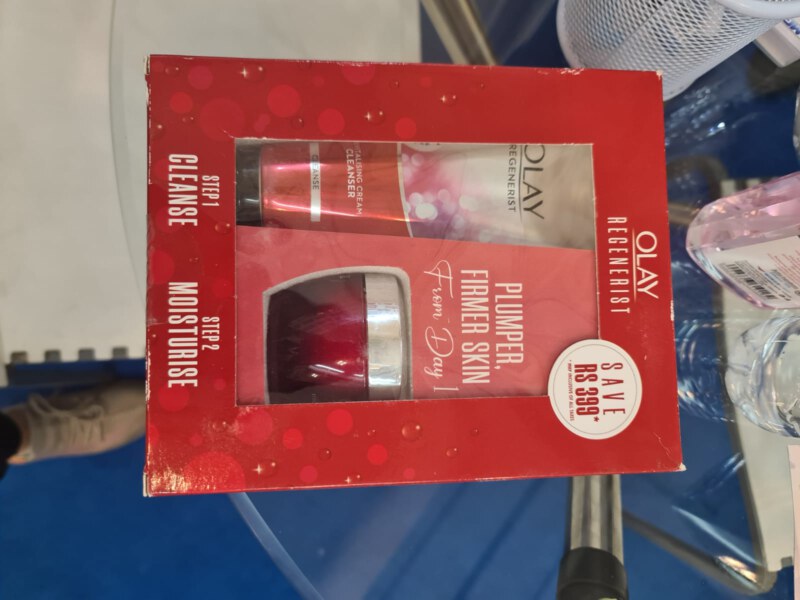 OLAY
REGENERIST
SAVE
RS 399*
PLUMPER,
FIRMER SKIN
From Day 1
OLAY
REGENERIST
CREAM
CLEANSER
CLEANSE
STEP 1
CLEANSE
STEP 2
MOISTURISE